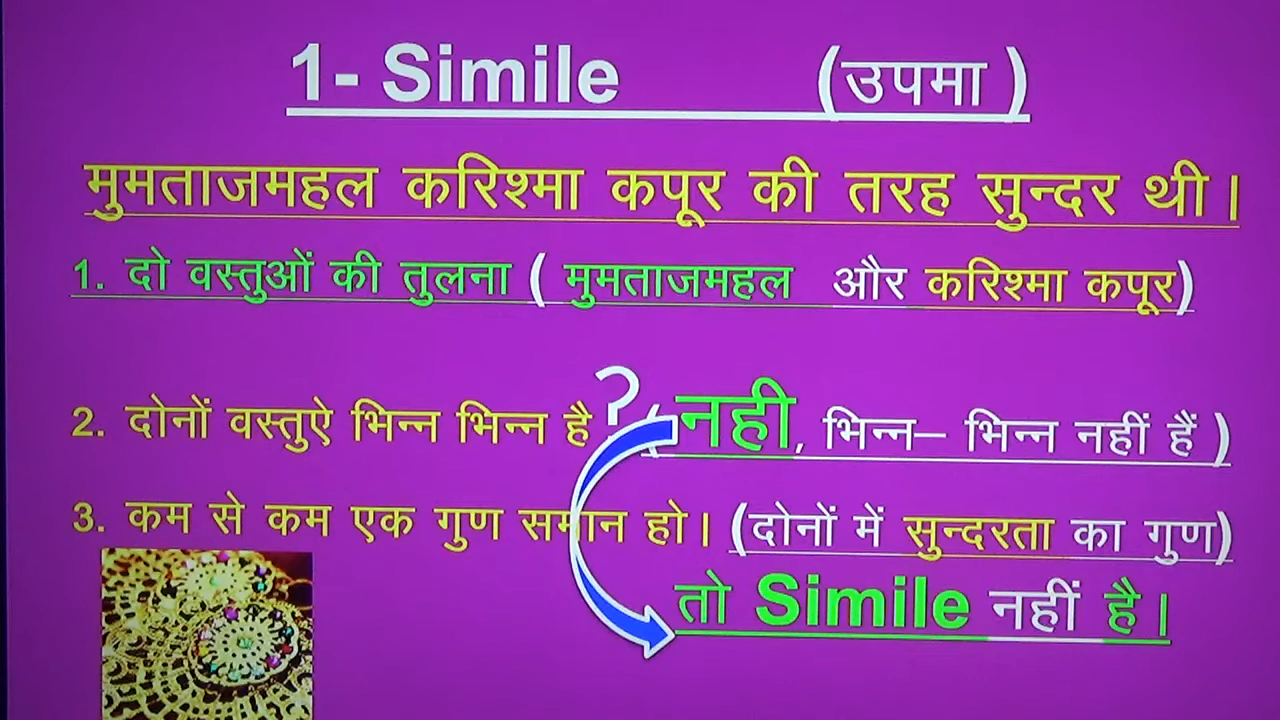 1- Simile (उपमा )
मुमताजमहल करिश्मा कपूर की तरह सुन्दर थी।
1. दो वस्तुओं की तुलना ( मुमताजमहल और करिश्मा कपूर)
2. दोनों वस्तुऐ भिन्न भिन्न है ? ( नही, भिन्न– भिन्न नहीं हैं )
3. कम से कम एक गुण समान हो। (दोनों में सुन्दरता का गुण)
तो Simile नहीं है।